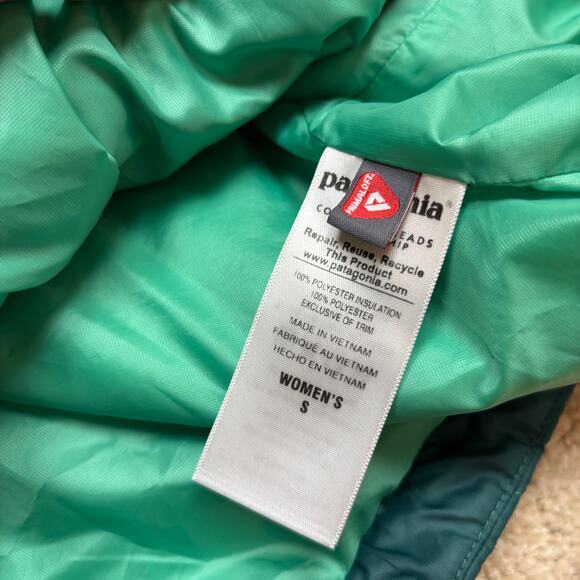 PRIMALOFT
Repair, Reuse, Recycle
This Product
www.patagonia.com
100% POLYESTER INSULATION
100% POLYESTER
EXCLUSIVE OF TRIM
MADE IN VIETNAM
FABRIQUÉ AU VIETNAM
HECHO EN VIETNAM
WOMEN'S
S